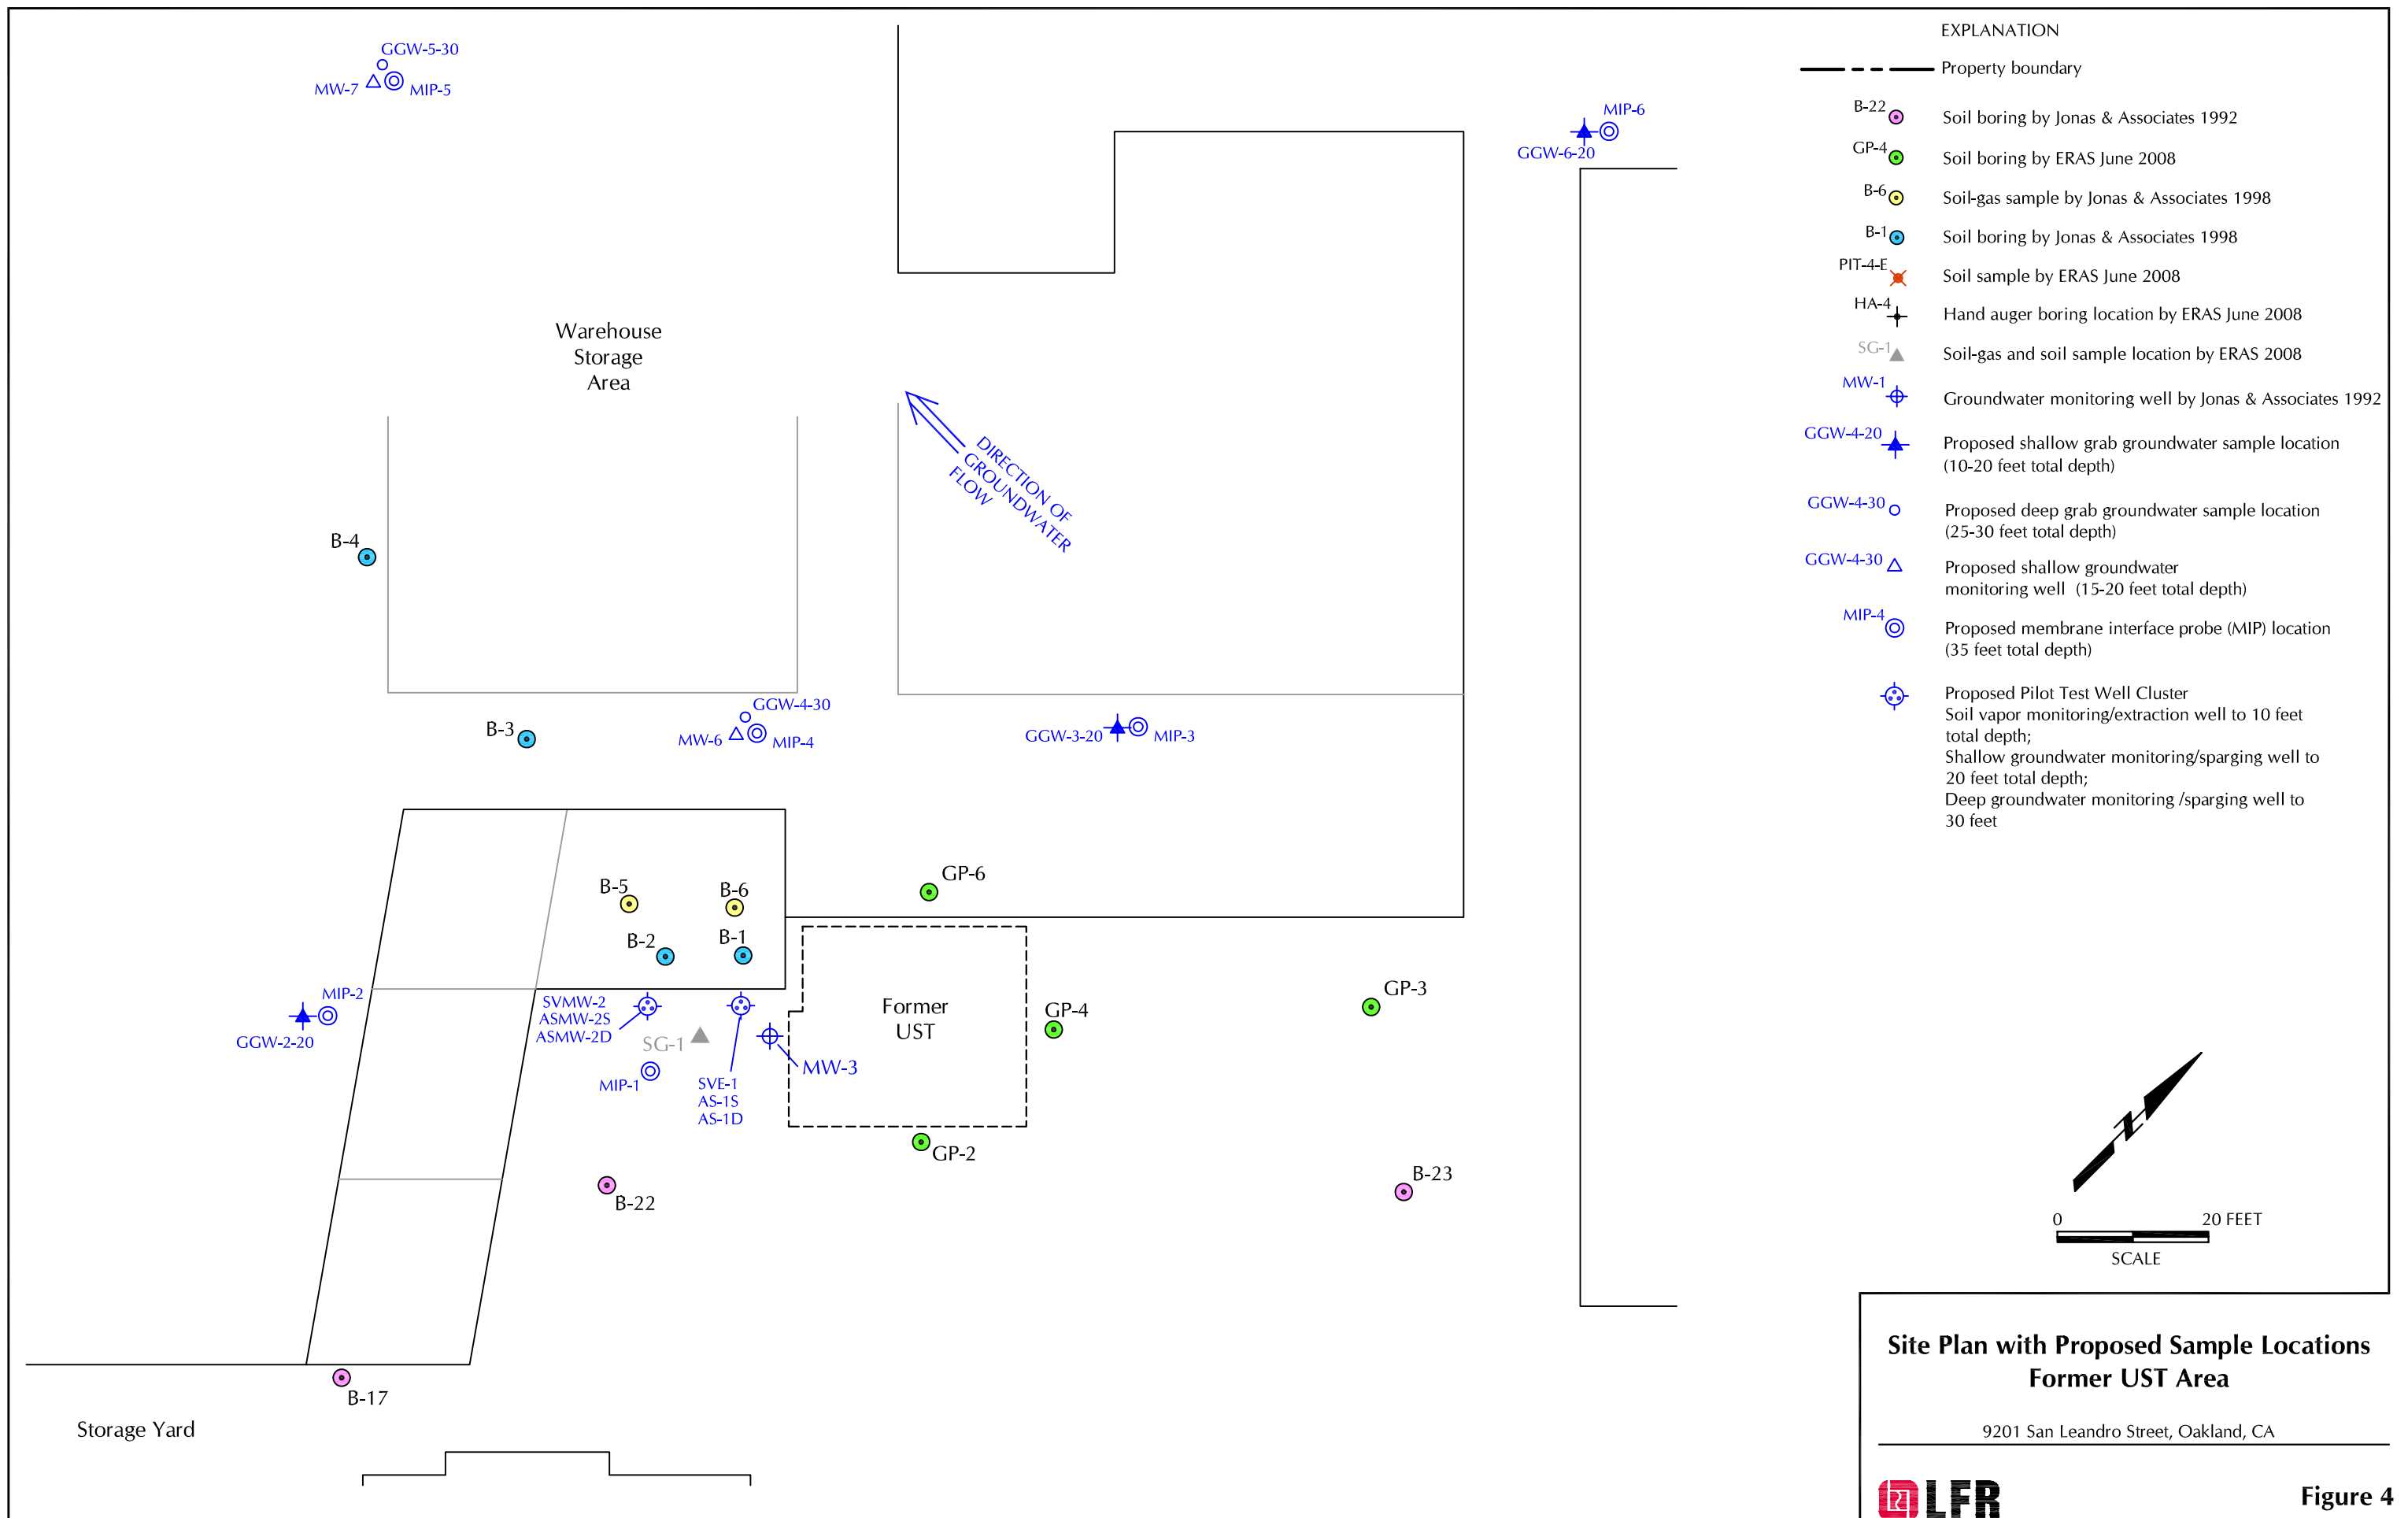 GGW-5-30
MW-7
MIP-5
MIP-6
GGW-6-20
Warehouse
Storage
Area
DIRECTION OF
GROUNDWATER
FLOW
B-4
B-3
GGW-4-30
MW-6
MIP-4
GGW-3-20
MIP-3
GP-6
B-5
B-6
B-2
B-1
MIP-2
GGW-2-20
SVMW-2
ASMW-2S
ASMW-2D
SG-1
MIP-1
SVE-1
AS-1S
AS-1D
MW-3
Former
UST
GP-4
GP-3
GP-2
B-22
B-23
B-17
Storage Yard
EXPLANATION
Property boundary
B-22
Soil boring by Jonas & Associates 1992
GP-4
Soil boring by ERAS June 2008
B-6
Soil-gas sample by Jonas & Associates 1998
B-1
Soil boring by Jonas & Associates 1998
PIT-4-E
Soil sample by ERAS June 2008
HA-4
Hand auger boring location by ERAS June 2008
SG-1
Soil-gas and soil sample location by ERAS 2008
MW-1
Groundwater monitoring well by Jonas & Associates 1992
GGW-4-20
Proposed shallow grab groundwater sample location
(10-20 feet total depth)
GGW-4-30
Proposed deep grab groundwater sample location
(25-30 feet total depth)
GGW-4-30
Proposed shallow groundwater
monitoring well (15-20 feet total depth)
MIP-4
Proposed membrane interface probe (MIP) location
(35 feet total depth)
Proposed Pilot Test Well Cluster
Soil vapor monitoring/extraction well to 10 feet
total depth;
Shallow groundwater monitoring/sparging well to
20 feet total depth;
Deep groundwater monitoring /sparging well to
30 feet
N
0 20 FEET
SCALE
Site Plan with Proposed Sample Locations
Former UST Area
9201 San Leandro Street, Oakland, CA
LFR
Figure 4